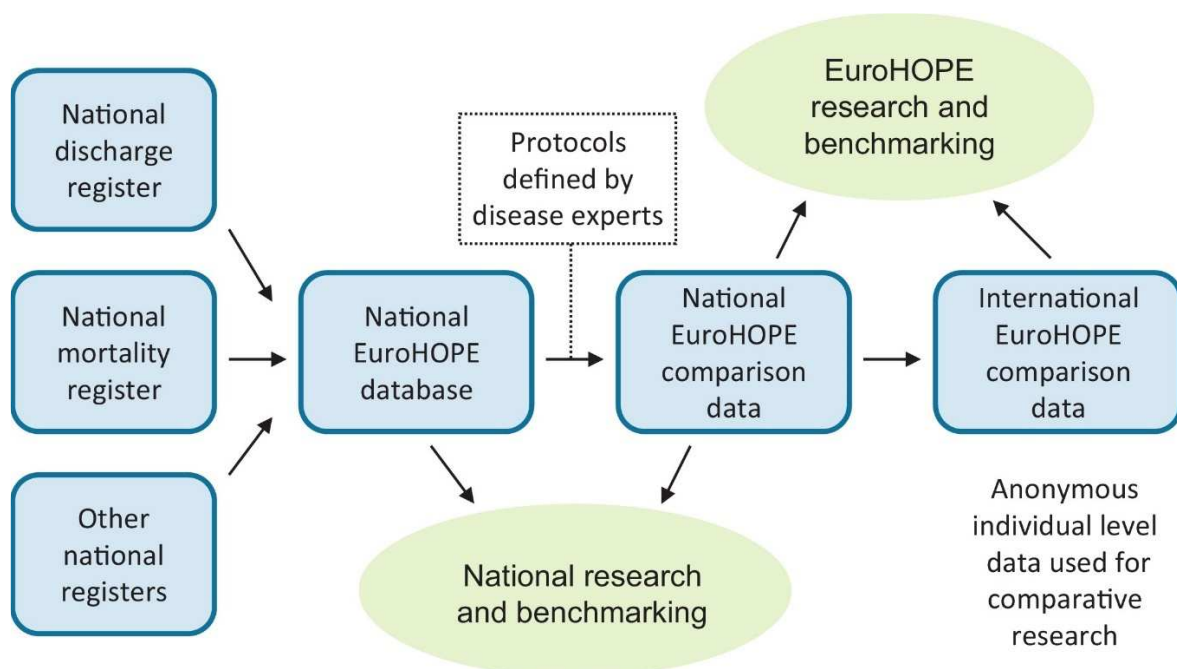 National
discharge
register
National
mortality
register
Other
national
registers
National
EuroHOPE
database
Protocols
defined by
disease experts
National
EuroHOPE
comparison
data
International
EuroHOPE
comparison
data
EuroHOPE
research and
benchmarking
National research
and benchmarking
Anonymous
individual level
data used for
comparative
research